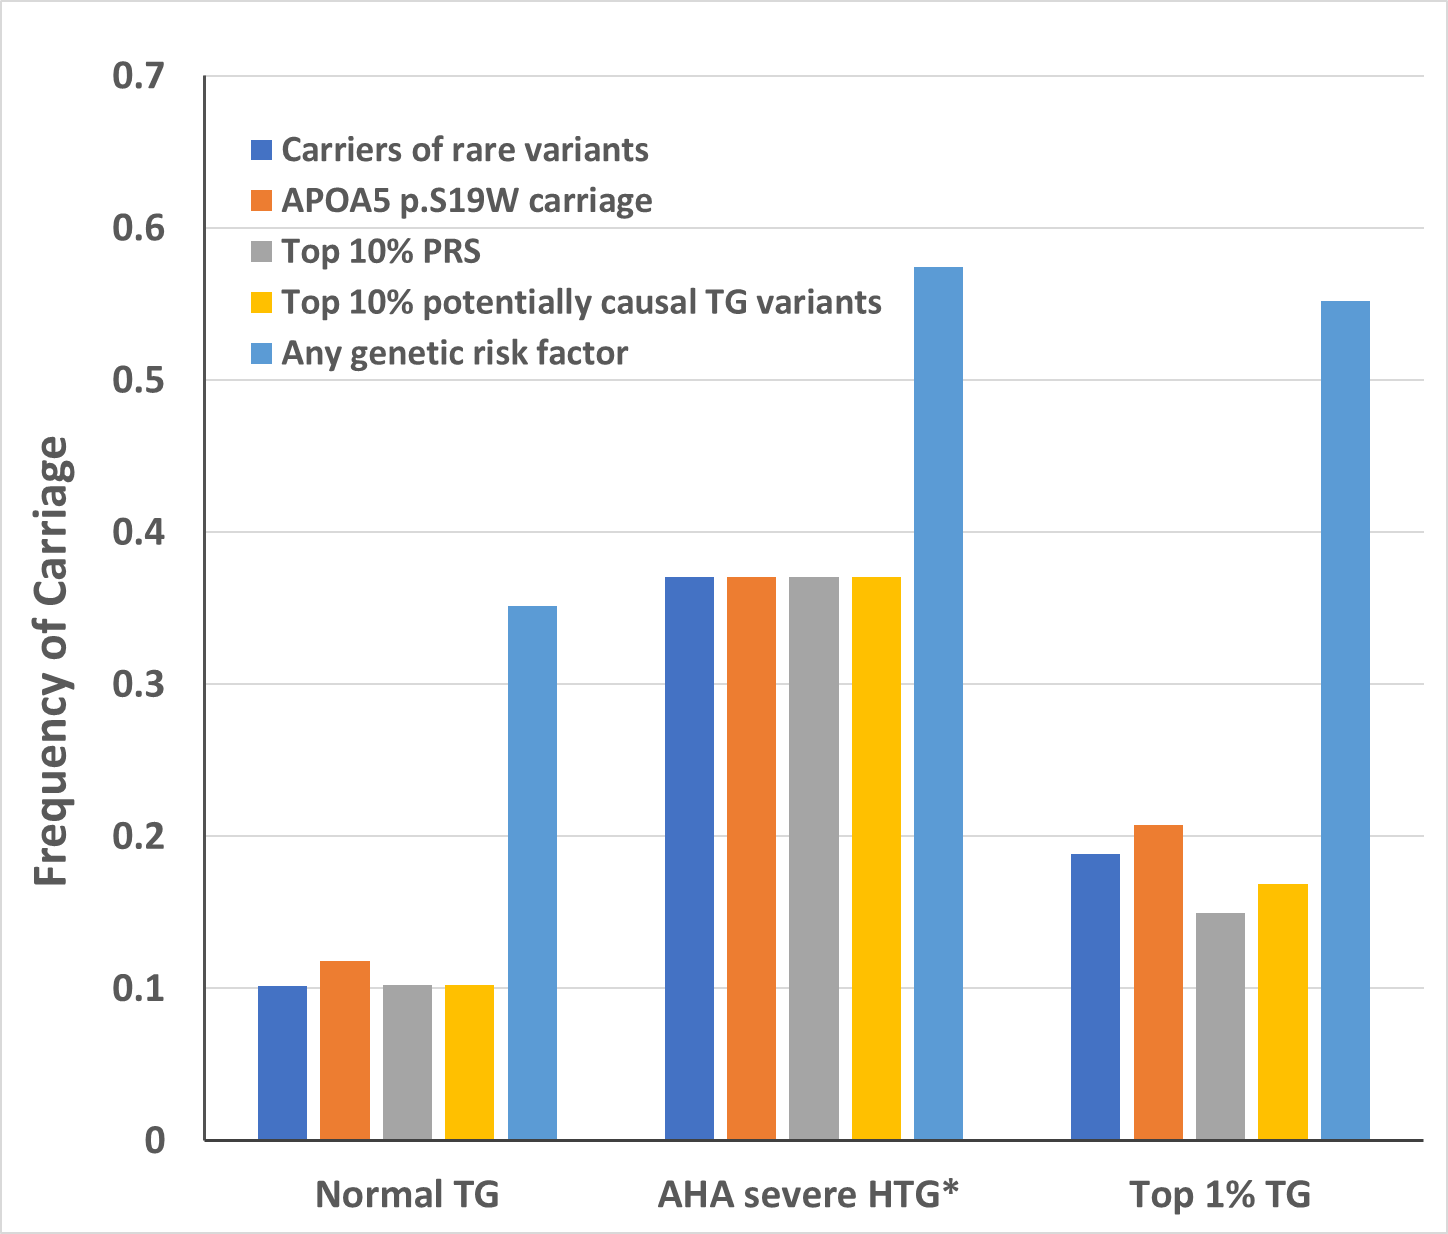 0.7
0.6
0.5
0.4
0.3
0.2
0.1
0
Frequency of Carriage
Carriers of rare variants
APOA5 p.S19W carriage
Top 10% PRS
Top 10% potentially causal TG variants
Any genetic risk factor
Normal TG
AHA severe HTG*
Top 1% TG